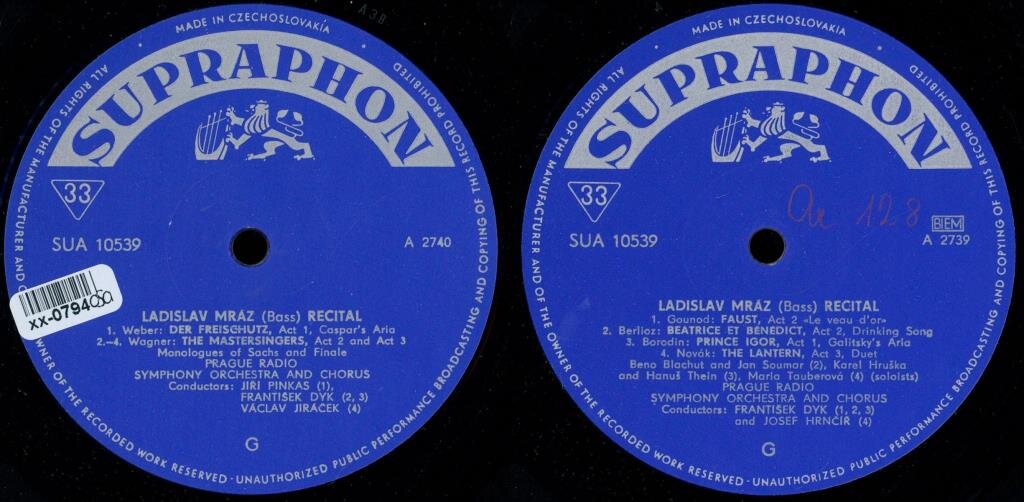 A38
MADE IN CZECHOSLOVAKIA
ALL RIGHTS OF THE MANUFACTURER AND OF THE OWNER OF THE RECORDED WORK RESERVED - UNAUTHORIZED PUBLIC PERFORMANCE BROADCASTING AND COPYING OF THIS RECORD PROHIBITED
SUPRAPHON
33
SUA 10539
A 2740
xx-0794050
LADISLAV MRÁZ (Bass) RECITAL
1. Weber: DER FREISCHUTZ, Act 1, Caspar's Aria
2.–4. Wagner: THE MASTERSINGERS, Act 2 and Act 3
Monologues of Sachs and Finale
PRAGUE RADIO
SYMPHONY ORCHESTRA AND CHORUS
Conductors: JIŘÍ PINKAS (1),
FRANTIŠEK DYK (2, 3)
VÁCLAV JIRÁČEK (4)
G
MADE IN CZECHOSLOVAKIA
ALL RIGHTS OF THE MANUFACTURER AND OF THE OWNER OF THE RECORDED WORK RESERVED - UNAUTHORIZED PUBLIC PERFORMANCE BROADCASTING AND COPYING OF THIS RECORD PROHIBITED
SUPRAPHON
33
128
BIEM
SUA 10539
A 2739
LADISLAV MRÁZ (Bass) RECITAL
1. Gounod: FAUST, Act 2 «Le veau d'or»
2. Berlioz: BEATRICE ET BENEDICT, Act 2, Drinking Song
3. Borodin: PRINCE IGOR, Act 1, Galitsky's Aria
4. Novák: THE LANTERN, Act 3, Duet
Beno Blachut and Jan Soumar (2), Karel Hruška
and Hanuš Thein (3), Maria Tauberová (4) (soloists)
PRAGUE RADIO
SYMPHONY ORCHESTRA AND CHORUS
Conductors: FRANTIŠEK DYK (1, 2, 3)
and JOSEF HRNČÍŘ (4)
G